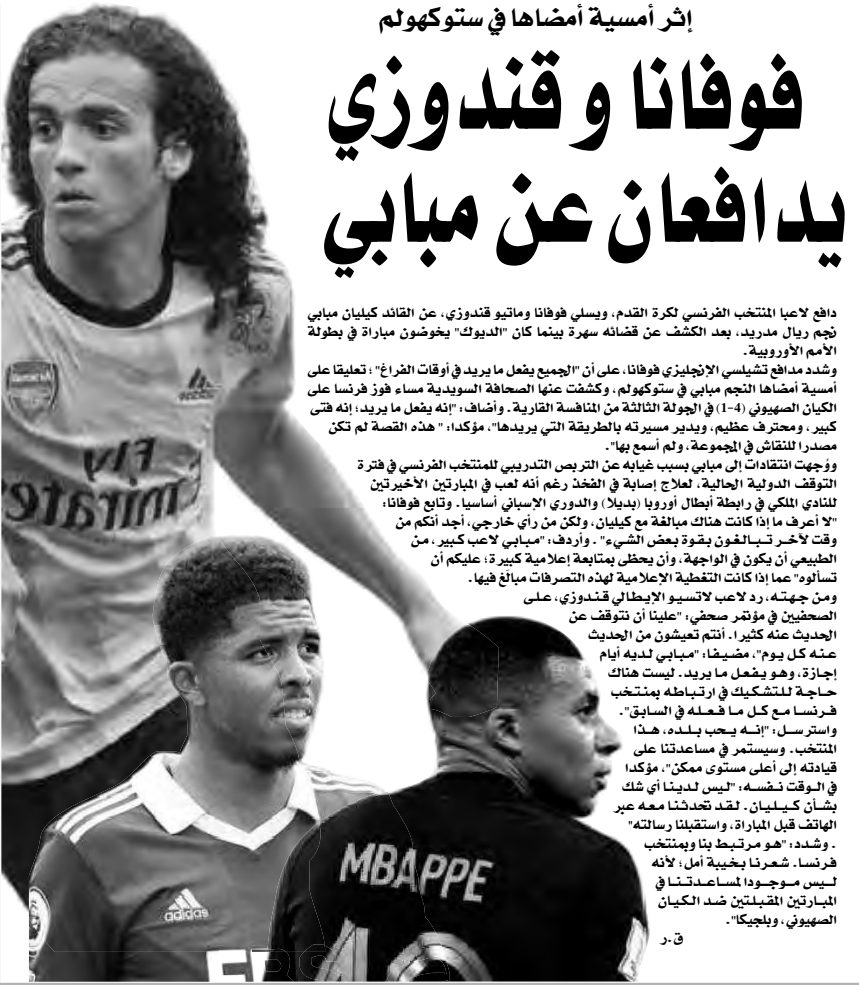 إثر أمسية أمضاها في ستوكهولم
فوفانا و قندوزي
يدافعان عن مبابي
دافع لاعبا المنتخب الفرنسي لكرة القدم، ويسلي فوفانا وماتيو قندوزي، عن القائد كيليان مبابي
نجم ريال مدريد، بعد الكشف عن قضائه سهرة بينما كان "الديوك" يخوضون مباراة في بطولة
الأمم الأوروبية.
وشدد مدافع تشيلسي الإنجليزي فوفانا، على أن "الجميع يفعل ما يريد في أوقات الفراغ" ؛ تعليقا على
أمسية أمضاها النجم مبابي في ستوكهولم، وكشفت عنها الصحافة السويدية مساء فوز فرنسا على
الكيان الصهيوني (4-1) في الجولة الثالثة من المنافسة القارية. وأضاف: "إنه يفعل ما يريد؛ إنه فتى
كبير، ومحترف عظيم، ويدير مسيرته بالطريقة التي يريدها"، مؤكدا: " هذه القصة لم تكن
مصدرا للنقاش في المجموعة، ولم أسمع بها".
ووُجهت انتقادات إلى مبابي بسبب غيابه عن التربص التدريبي للمنتخب الفرنسي في فترة
التوقف الدولية الحالية، لعلاج إصابة في الفخذ رغم أنه لعب في المبارتين الأخيرتين
للنادي الملكي في رابطة أبطال أوروبا (بديلا) والدوري الإسباني أساسيا. وتابع فوفانا:
"لا أعرف ما إذا كانت هناك مبالغة مع كيليان، ولكن من رأي خارجي، أجد أنكم من
وقت لآخر تبالغون بقوة بعض الشيء" . وأردف: "مبابي لاعب كبير، من
الطبيعي أن يكون في الواجهة، وأن يحظى بمتابعة إعلامية كبيرة؛ عليكم أن
تسألوه" عما إذا كانت التغطية الإعلامية لهذه التصرفات مبالَغ فيها.
ومن جهته، رد لاعب لاتسيو الإيطالي قندوزي، على
الصحفيين في مؤتمر صحفي: "علينا أن نتوقف عن
الحديث عنه كثيرا. أنتم تعيشون من الحديث
عنه كل يوم"، مضيفا: "مبابي لديه أيام
إجازة، وهو يفعل ما يريد. ليست هناك
حاجة للتشكيك في ارتباطه بمنتخب
فرنسا مع كل ما فعله في السابق".
واسترسل: "إنه يحب بلده، هذا
المنتخب. وسيستمر في مساعدتنا على
قيادته إلى أعلى مستوى ممكن"، مؤكدا
في الوقت نفسه: "ليس لدينا أي شك
بشأن كيليان. لقد تحدثنا معه عبر
الهاتف قبل المباراة، واستقبلنا رسالته"
. وشدد: "هو مرتبط بنا وبمنتخب
فرنسا. شعرنا بخيبة أمل؛ لأنه
ليس موجودا لمساعدتنا في
المبارتين المقبلتين ضد الكيان
الصهيوني، وبلجيكا".
ق.ر
Fly
Emirates
adidas
MBAPPE